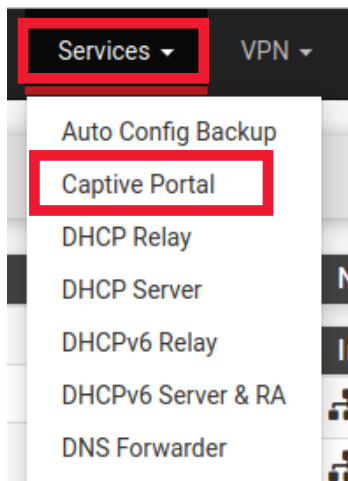 Services VPN
Auto Config Backup
Captive Portal
DHCP Relay
DHCP Server
DHCPv6 Relay
DHCPv6 Server & RA
DNS Forwarder